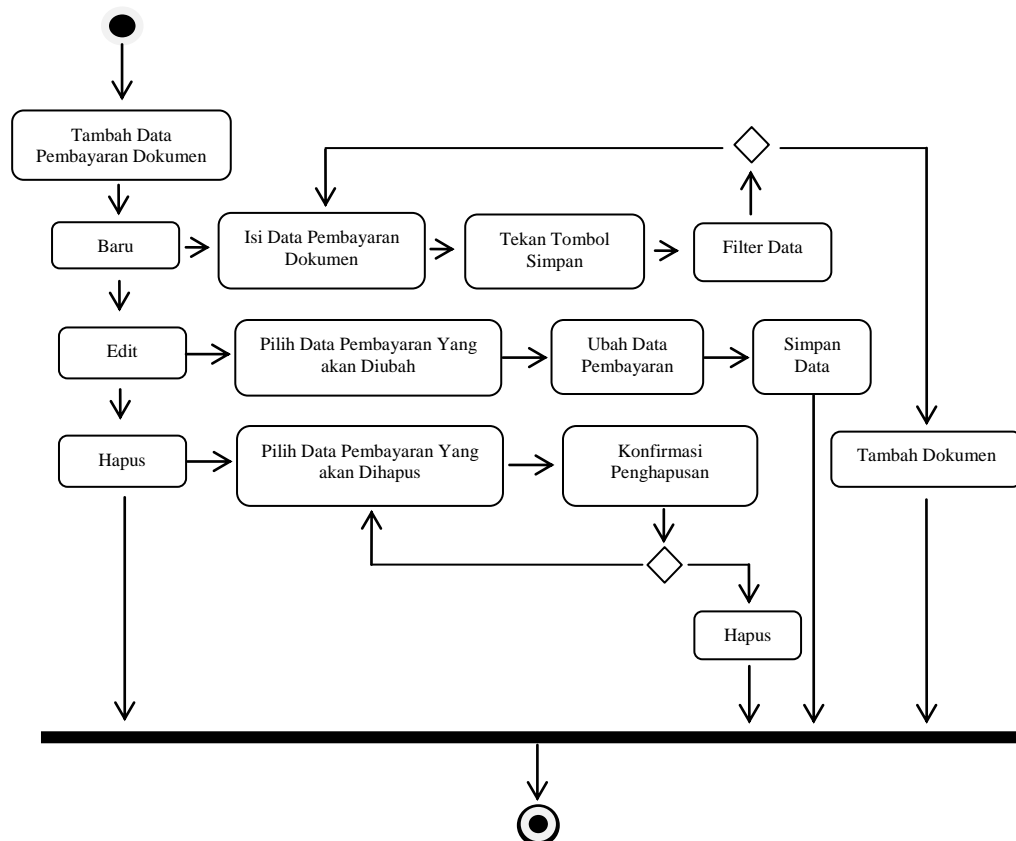 Tambah Data
Pembayaran Dokumen
Baru
Isi Data Pembayaran
Dokumen
Tekan Tombol
Simpan
Filter Data
Edit
Pilih Data Pembayaran Yang
akan Diubah
Ubah Data
Pembayaran
Simpan
Data
Hapus
Pilih Data Pembayaran Yang
akan Dihapus
Konfirmasi
Penghapusan
Tambah Dokumen
Hapus